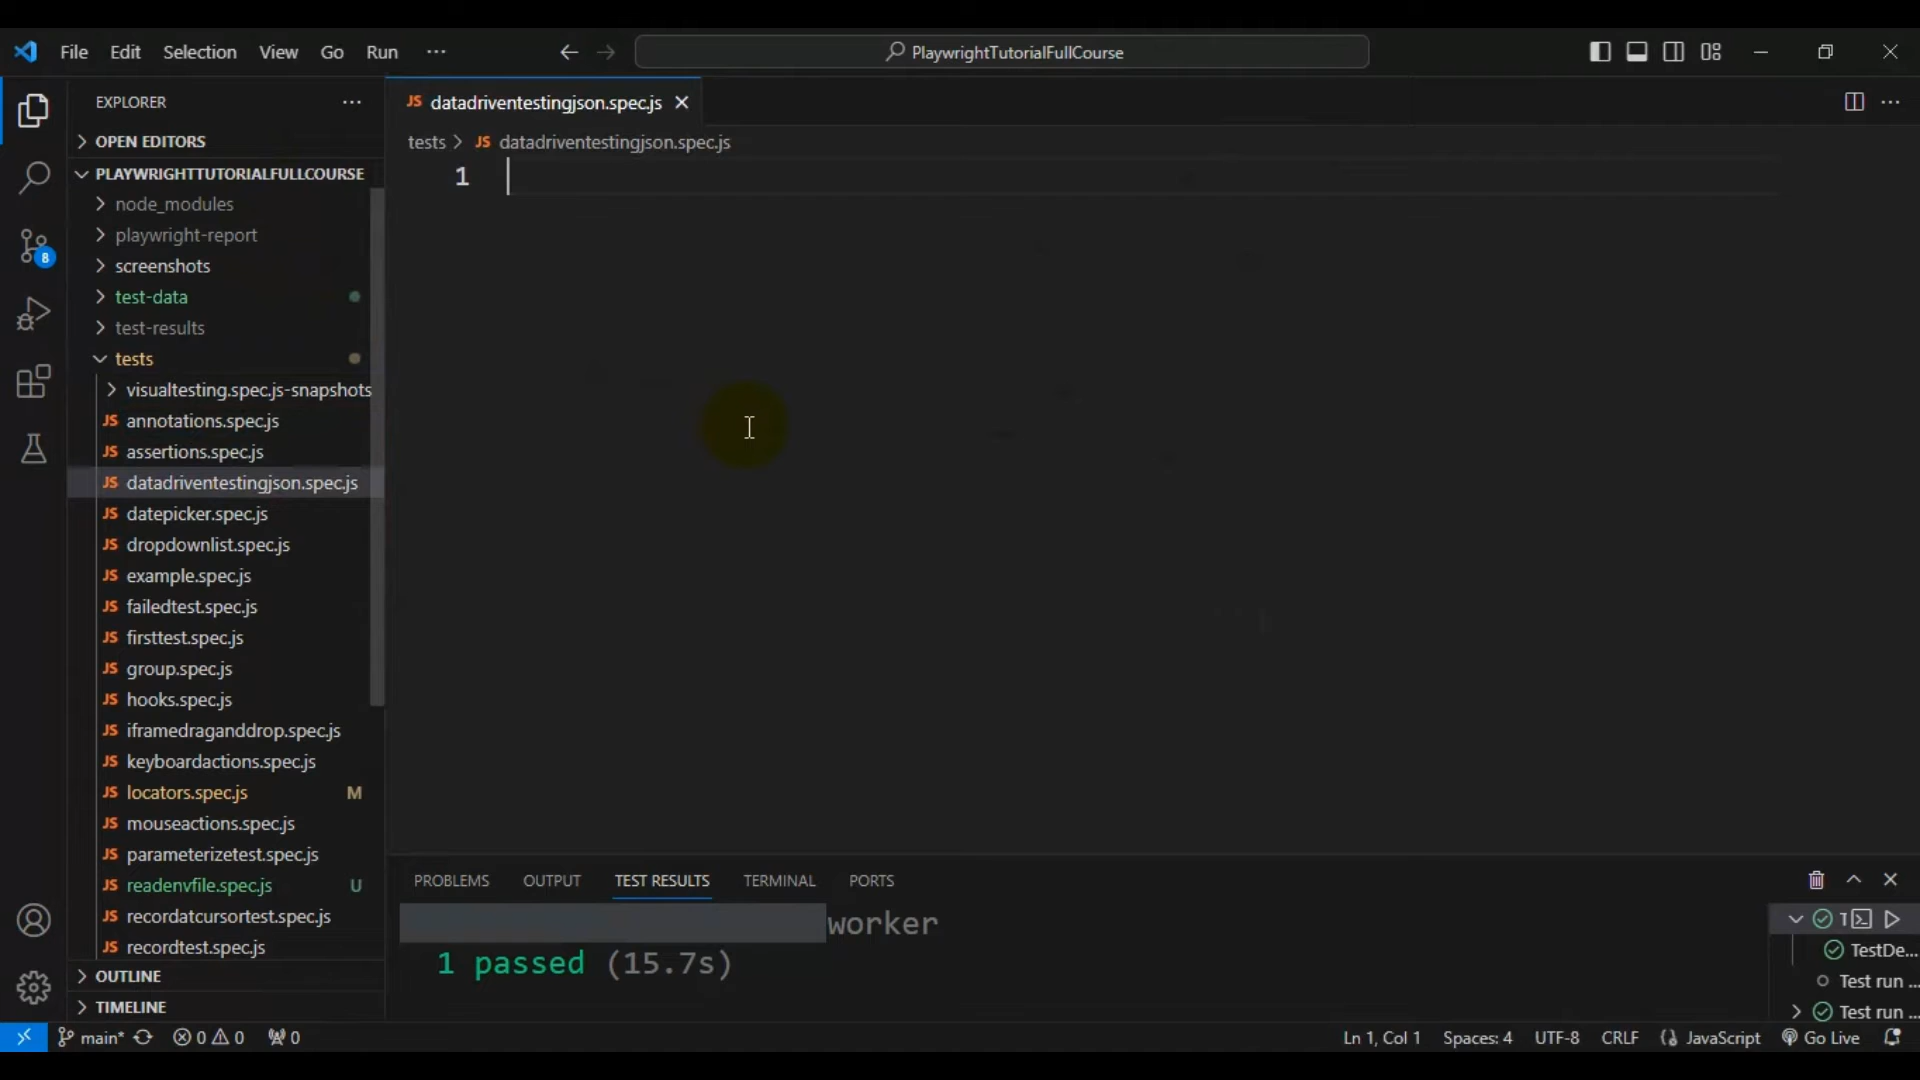 File Edit Selection View Go Run ···
PlaywrightTutorialFullCourse
EXPLORER ···
OPEN EDITORS
PLAYWRIGHTTUTORIALFULLCOURSE
node_modules
playwright-report
screenshots
test-data
test-results
tests
visualtesting.spec.js-snapshots
JS annotations.spec.js
JS assertions.spec.js
JS datadriventestingjson.spec.js
JS datepicker.spec.js
JS dropdownlist.spec.js
JS example.spec.js
JS failedtest.spec.js
JS firsttest.spec.js
JS group.spec.js
JS hooks.spec.js
JS iframedraganddrop.spec.js
JS keyboardactions.spec.js
JS locators.spec.js M
JS mouseactions.spec.js
JS parameterizetest.spec.js
JS readenvfile.spec.js U
JS recordatcursortest.spec.js
JS recordtest.spec.js
OUTLINE
TIMELINE
8
JS datadriventestingjson.spec.js
tests > JS datadriventestingjson.spec.js
1
PROBLEMS OUTPUT TEST RESULTS TERMINAL PORTS
worker
1 passed (15.7s)
TestDe...
Test run ...
Test run ...
main* 0 0 0
Ln 1, Col 1 Spaces: 4 UTF-8 CRLF JavaScript Go Live